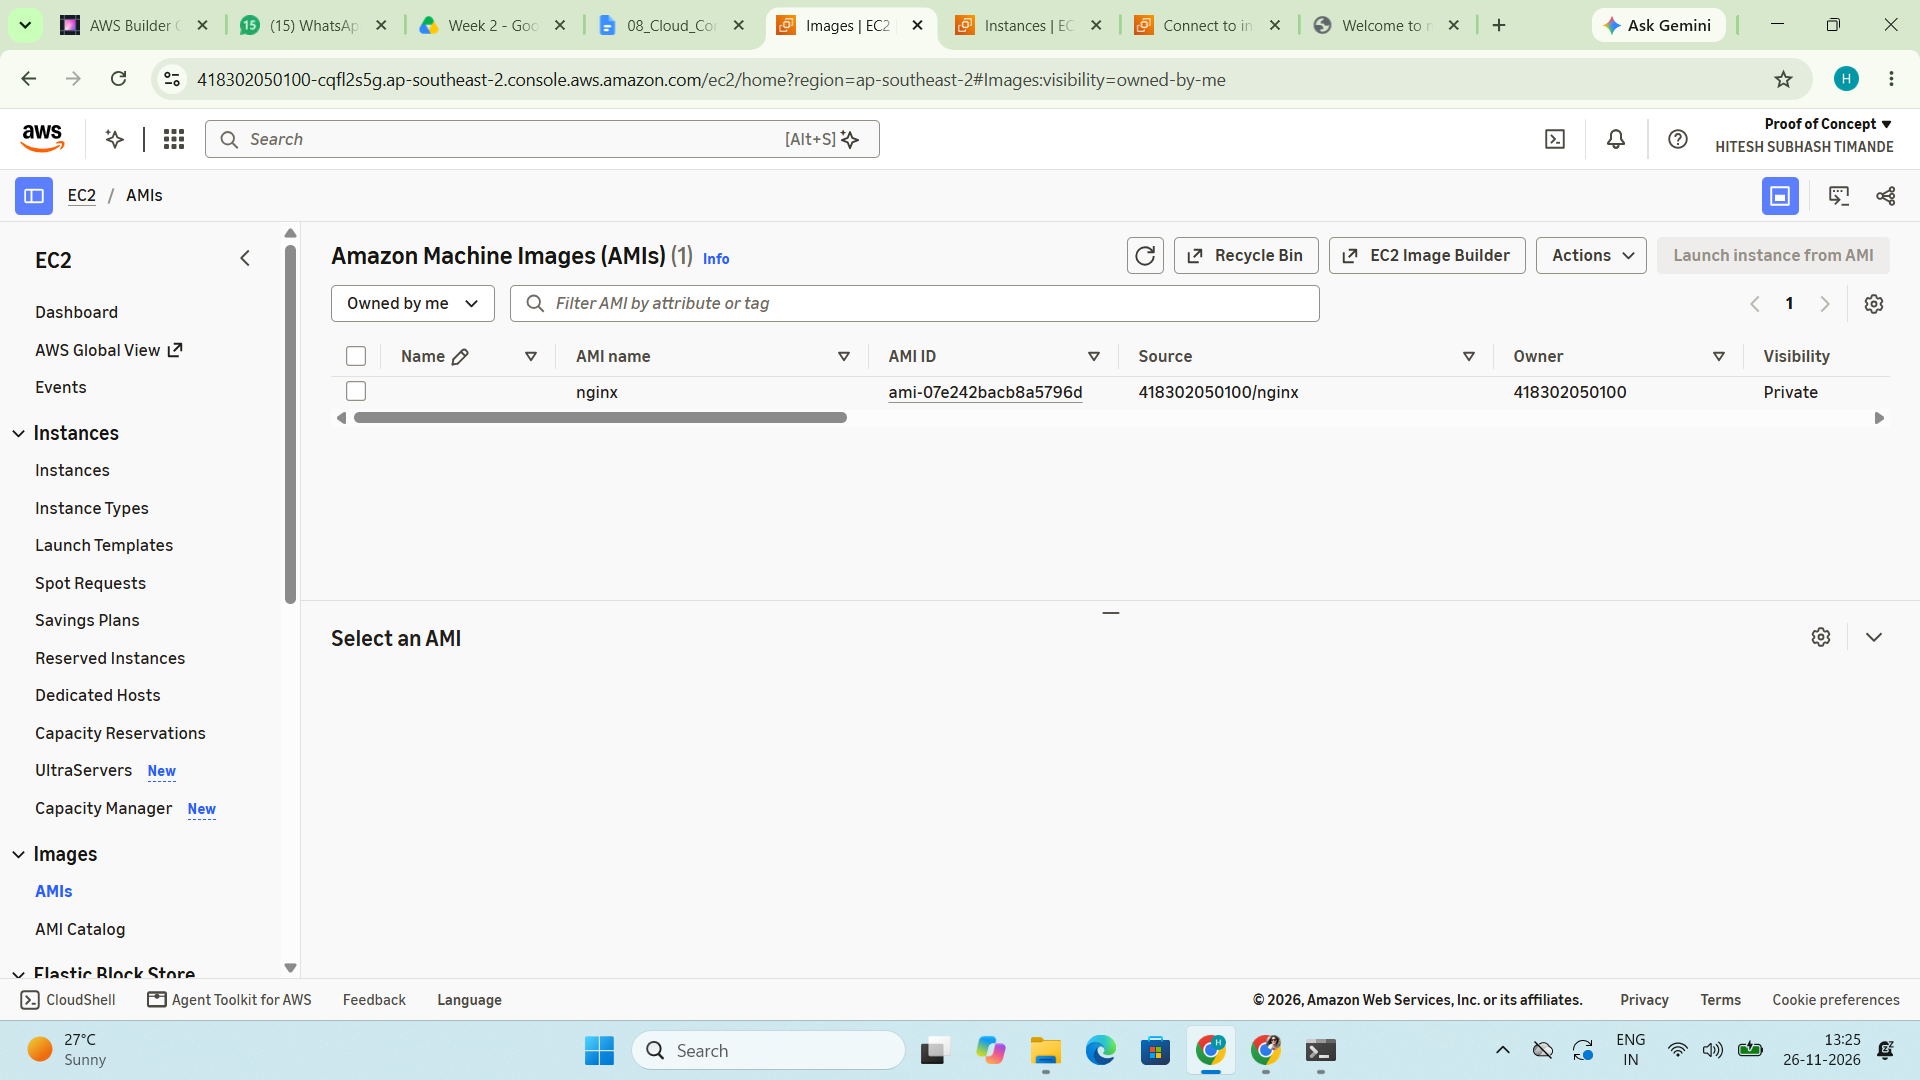 AWS Builder C
15
(15) WhatsAp
Week 2 - Goo
08_Cloud_Cor
Images | EC2
Instances | EC
Connect to in
Welcome to n
Ask Gemini
418302050100-cqfl2s5g.ap-southeast-2.console.aws.amazon.com/ec2/home?region=ap-southeast-2#Images:visibility=owned-by-me
H
aws
Search
[Alt+S]
Proof of Concept
HITESH SUBHASH TIMANDE
EC2 / AMIs
EC2
Dashboard
AWS Global View
Events
Instances
Instances
Instance Types
Launch Templates
Spot Requests
Savings Plans
Reserved Instances
Dedicated Hosts
Capacity Reservations
UltraServers New
Capacity Manager New
Images
AMIs
AMI Catalog
Elastic Block Store
Amazon Machine Images (AMIs) (1) Info
Recycle Bin
EC2 Image Builder
Actions
Launch instance from AMI
Owned by me
Filter AMI by attribute or tag
1
Name AMI name AMI ID Source Owner Visibility
nginx ami-07e242bacb8a5796d 418302050100/nginx 418302050100 Private
Select an AMI
CloudShell Agent Toolkit for AWS Feedback Language © 2026, Amazon Web Services, Inc. or its affiliates. Privacy Terms Cookie preferences
27°C
Sunny
Search
H
ENG
IN
13:25
26-11-2026